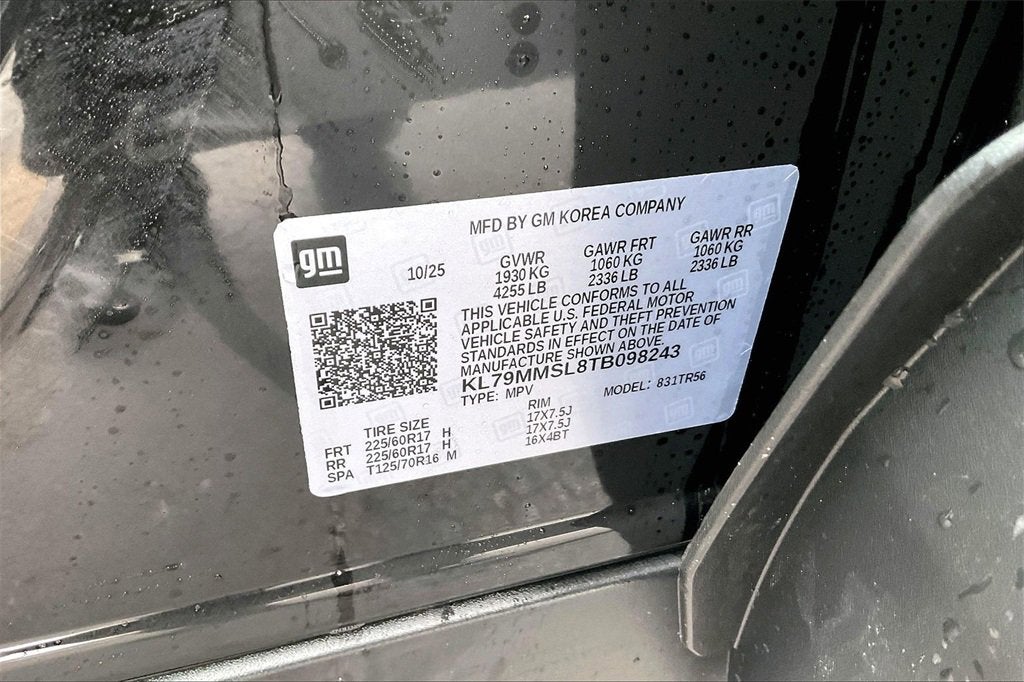 MFD BY GM KOREA COMPANY
gm
10/25
GVWR
1930 KG
4255 LB
GAWR FRT
1060 KG
2336 LB
GAWR RR
1060 KG
2336 LB
THIS VEHICLE CONFORMS TO ALL
APPLICABLE U.S. FEDERAL MOTOR
VEHICLE SAFETY AND THEFT PREVENTION
STANDARDS IN EFFECT ON THE DATE OF
MANUFACTURE SHOWN ABOVE.
KL79MMSL8TB098243
TYPE: MPV MODEL: 831TR56
TIRE SIZE RIM
FRT 225/60R17 H 17X7.5J
RR 225/60R17 H 17X7.5J
SPA T125/70R16 M 16X4BT